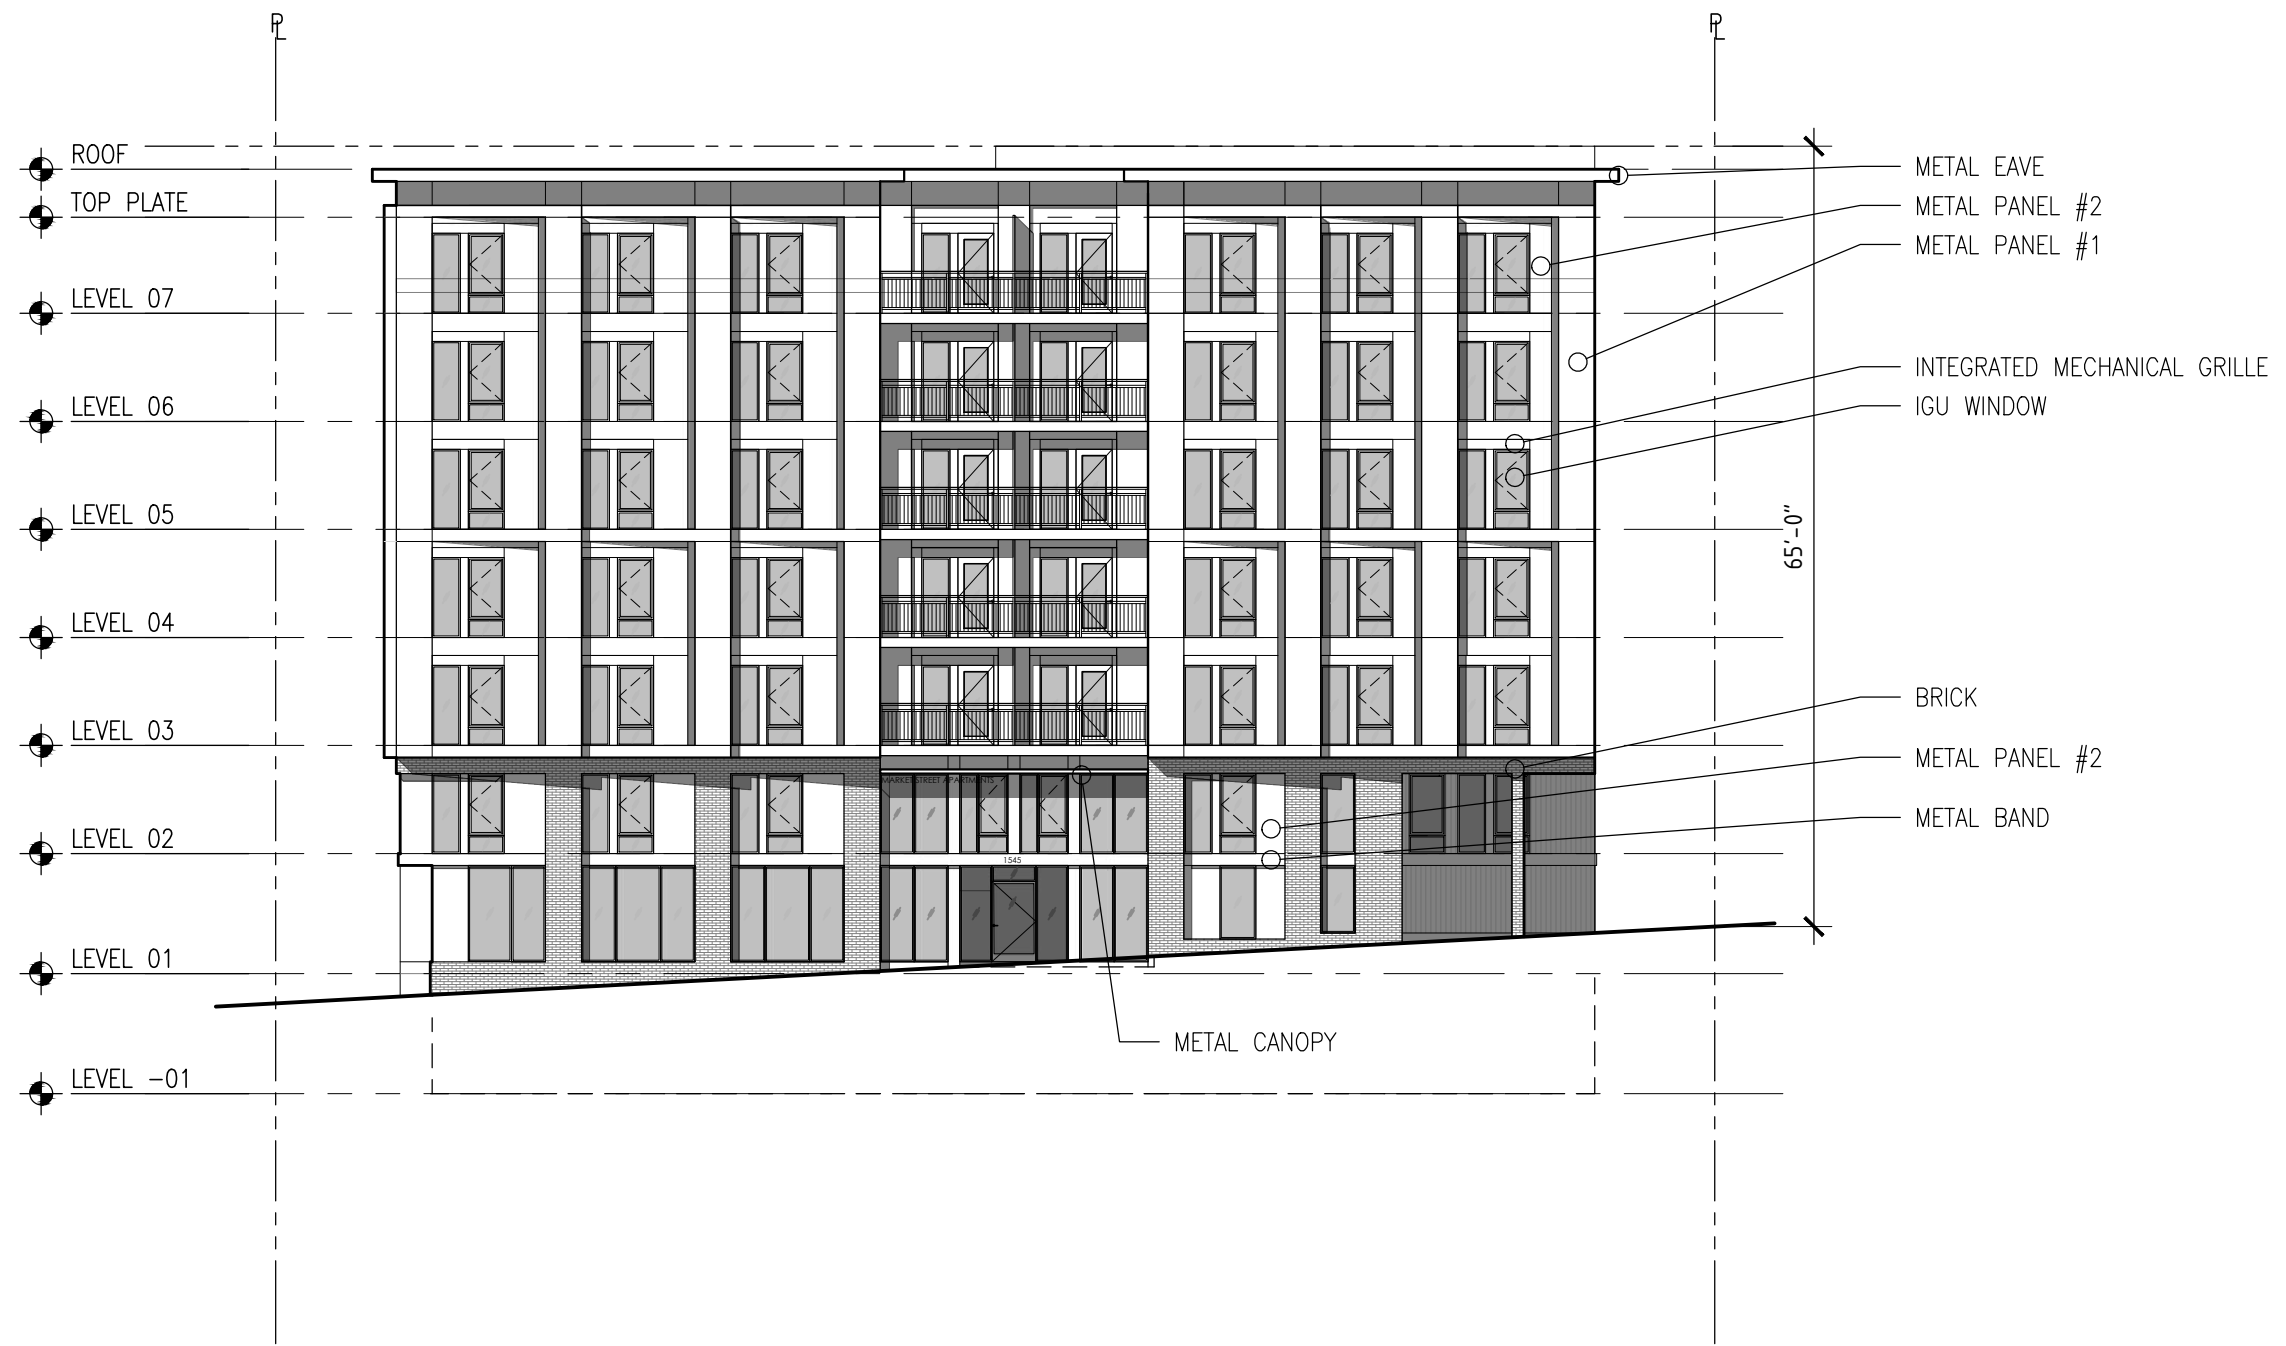 PL
PL
ROOF
TOP PLATE
LEVEL 07
LEVEL 06
LEVEL 05
LEVEL 04
LEVEL 03
LEVEL 02
LEVEL 01
LEVEL -01
METAL EAVE
METAL PANEL #2
METAL PANEL #1
INTEGRATED MECHANICAL GRILLE
IGU WINDOW
65'-0"
BRICK
METAL PANEL #2
METAL BAND
MARKET STREET APARTMENTS
1545
METAL CANOPY